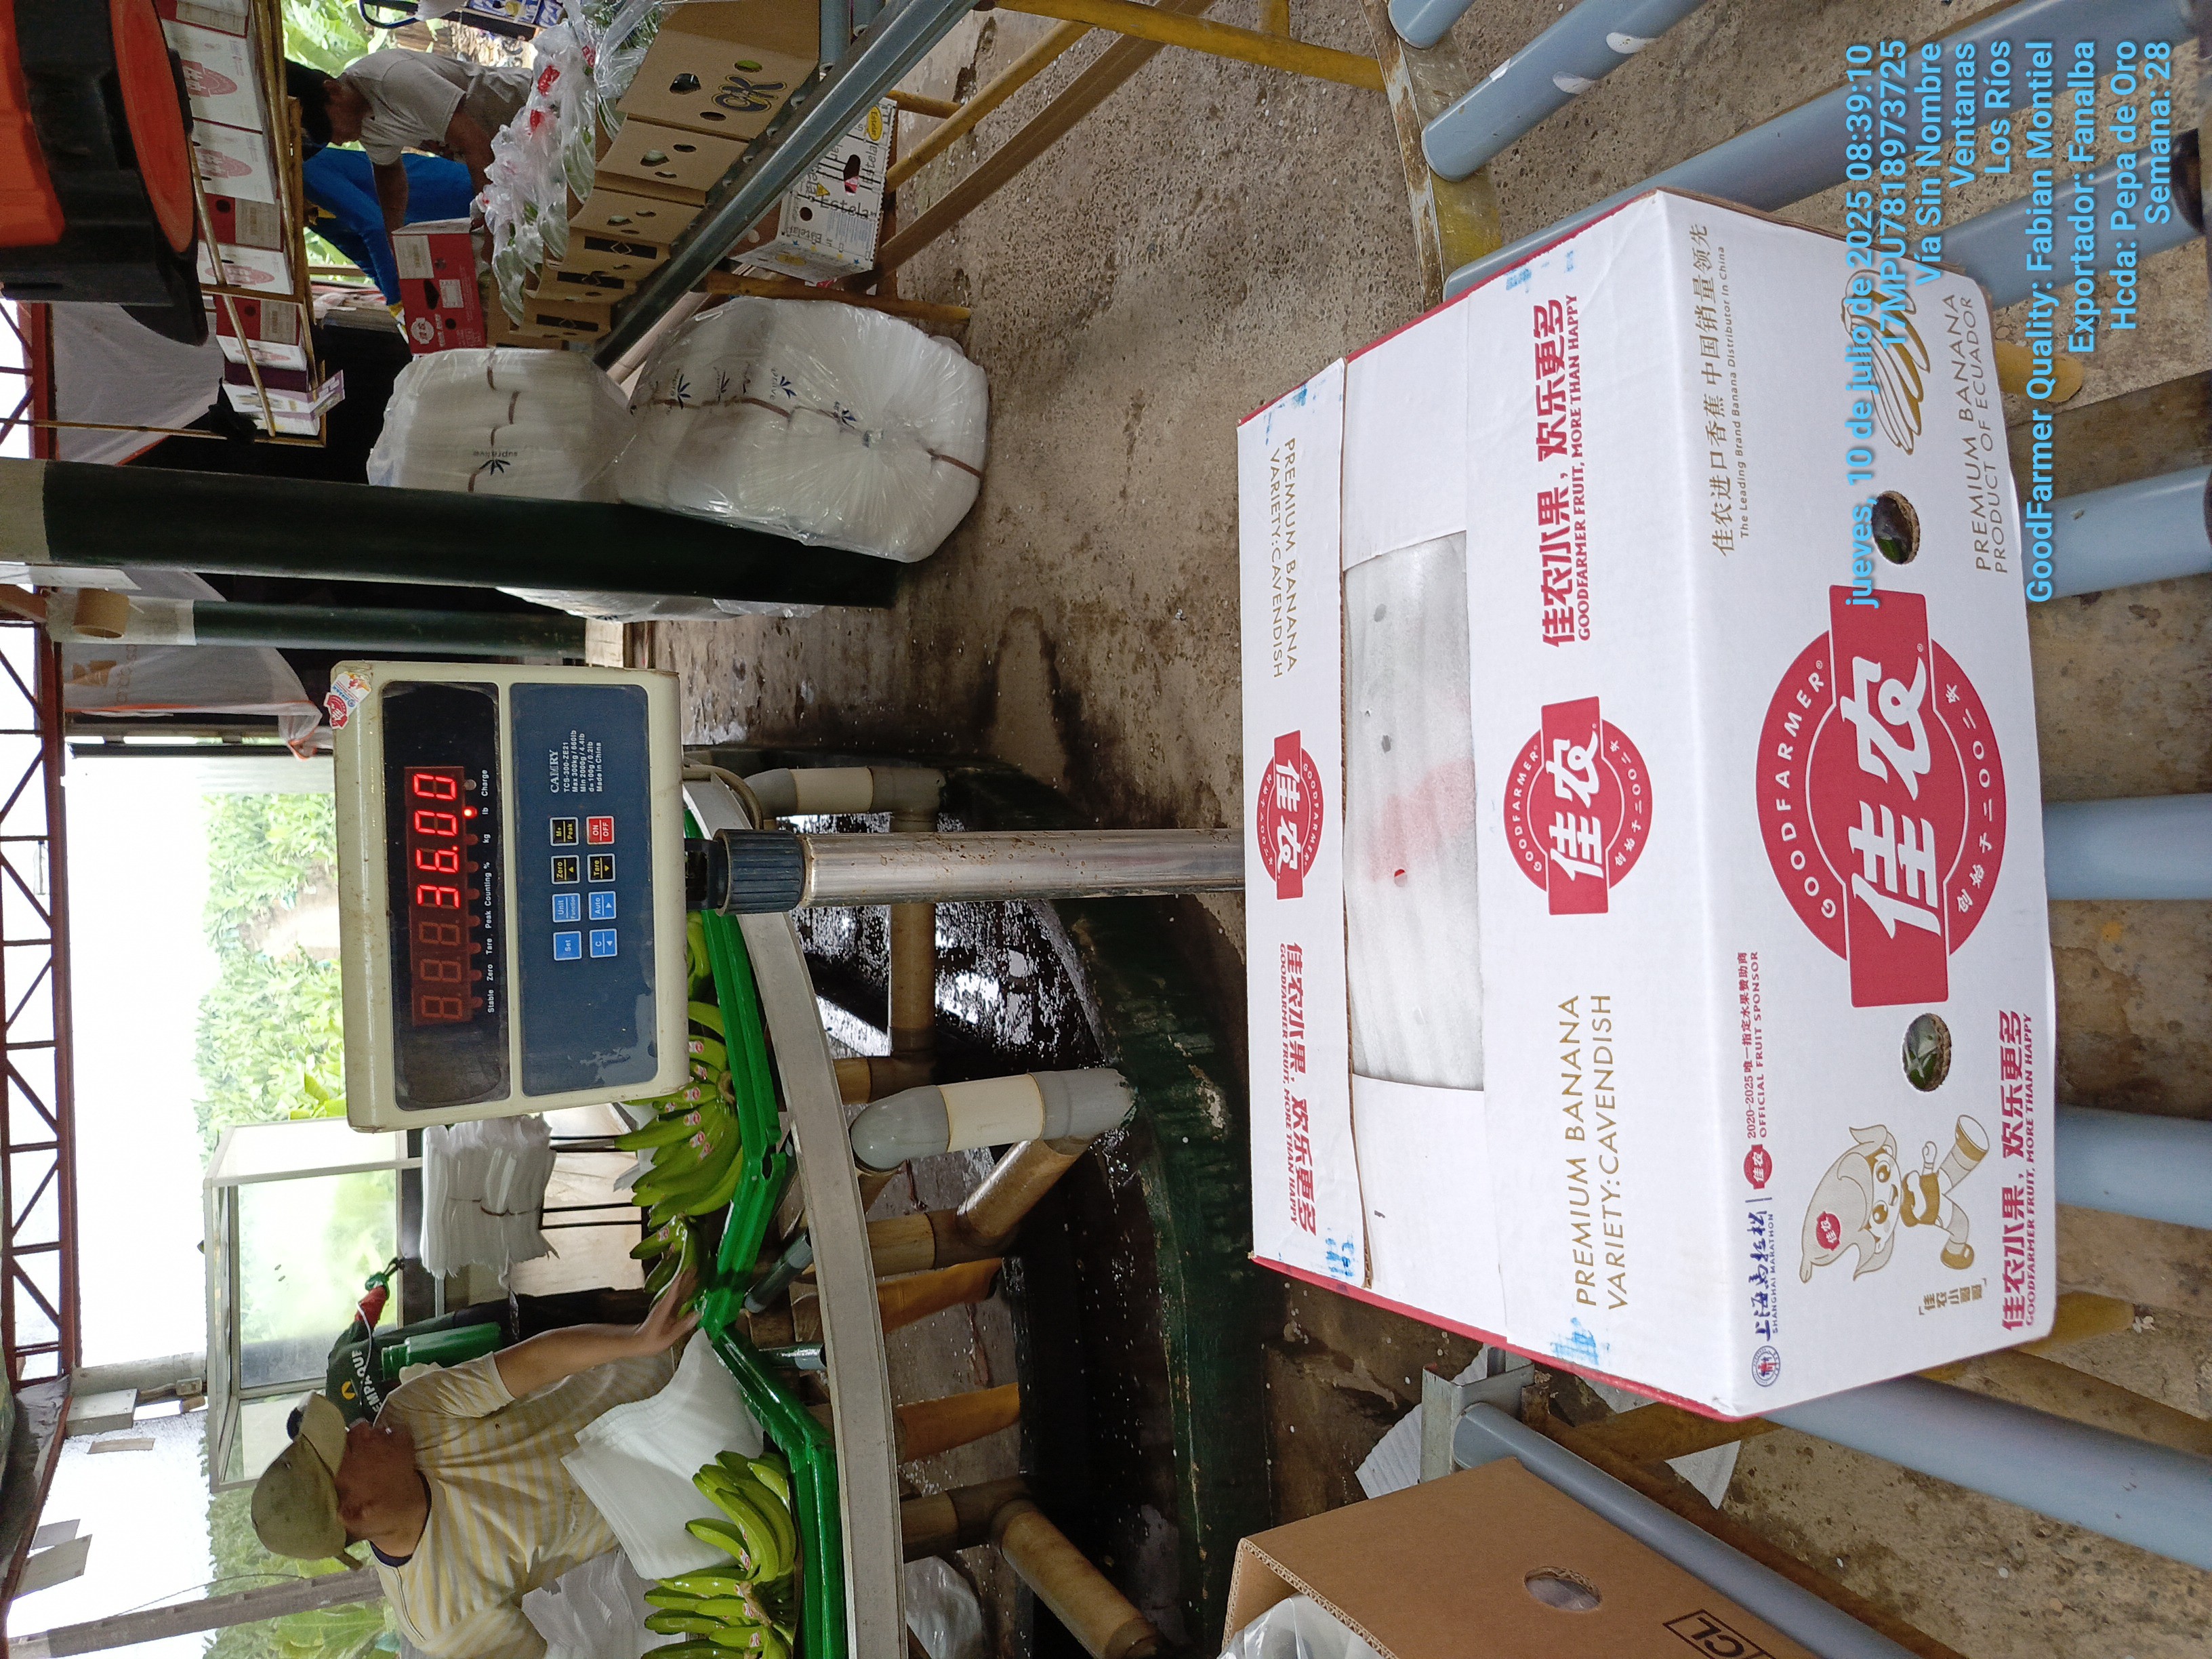 EMPAQUE
36.00
Stable Zero Tare Peak Counting % kg lb Charge
Set
Unit
Function
Zero
M+
Peak
C
Auto
Tare
ON
OFF
CAMRY
TCS-300-ZE21
Max 300kg / 660lb
Min 2000g / 4.4lb
d= 100g / 0.2lb
Made in China
佳农
CK
Estelar
CL
佳农水果，欢乐更多
GOODFARMER FRUIT, MORE THAN HAPPY
佳农
GOODFARMER
PREMIUM BANANA
VARIETY:CAVENDISH
PREMIUM BANANA
VARIETY:CAVENDISH
GOODFARMER
佳农
创始于二〇〇二年
佳农水果，欢乐更多
GOODFARMER FRUIT, MORE THAN HAPPY
佳农进口香蕉 中国销量领先
The Leading Brand Banana Distributor In China
上海马拉松
SHANGHAI MARATHON
佳农
2020-2025唯一指定水果赞助商
OFFICIAL FRUIT SPONSOR
佳农
GOODFARMER®
佳农®
创始于二〇〇二年
佳农水果，欢乐更多
GOODFARMER FRUIT, MORE THAN HAPPY
PREMIUM BANANA
PRODUCT OF ECUADOR
jueves, 10 de julio de 2025 08:39:10
17MPU7818973725
Vía Sin Nombre
Ventanas
Los Ríos
GoodFarmer Quality: Fabian Montiel
Exportador: Fanalba
Hcda: Pepa de Oro
Semana: 28